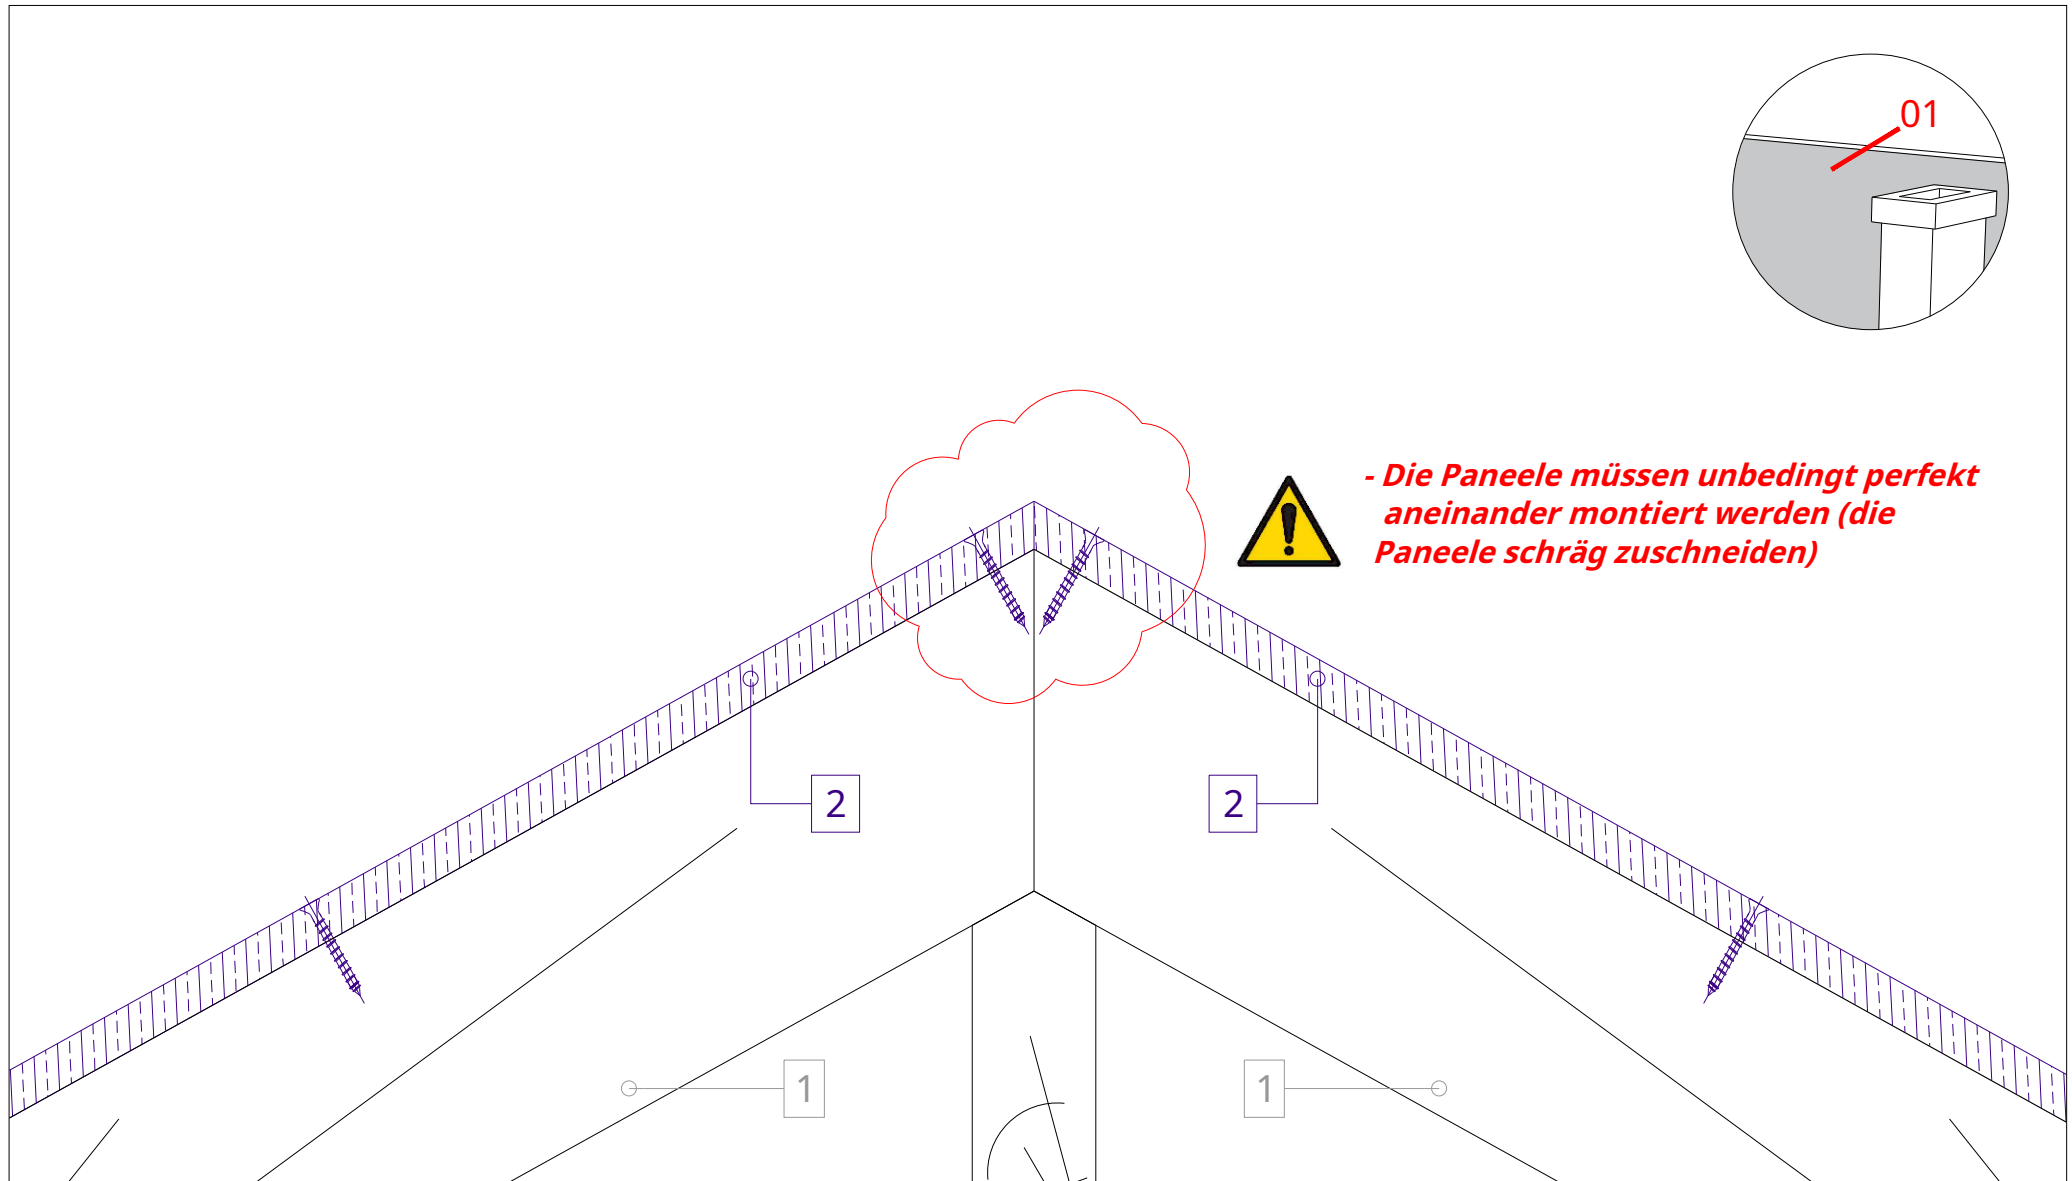 01
- Die Paneele müssen unbedingt perfekt
aneinander montiert werden (die
Paneele schräg zuschneiden)
2
2
1
1